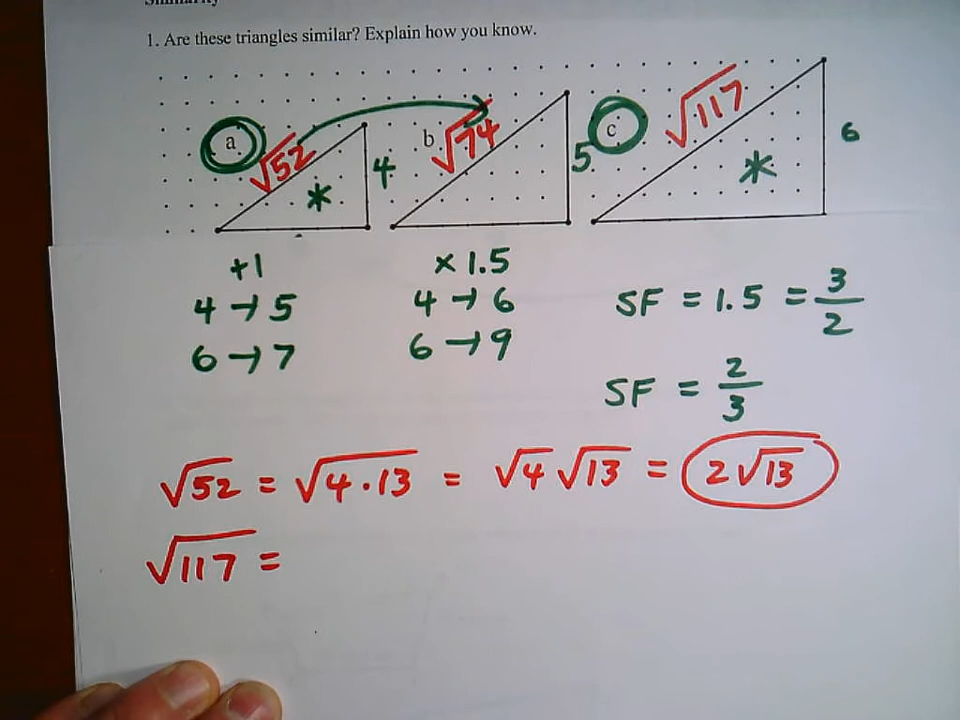 1. Are these triangles similar? Explain how you know.
a √52 * 4
b √74 5
c √117 * 6
+1
4 → 5
6 → 7
× 1.5
4 → 6
6 → 9
SF = 1.5 = 3/2
SF = 2/3
√52 = √4·13 = √4 √13 = 2√13
√117 =